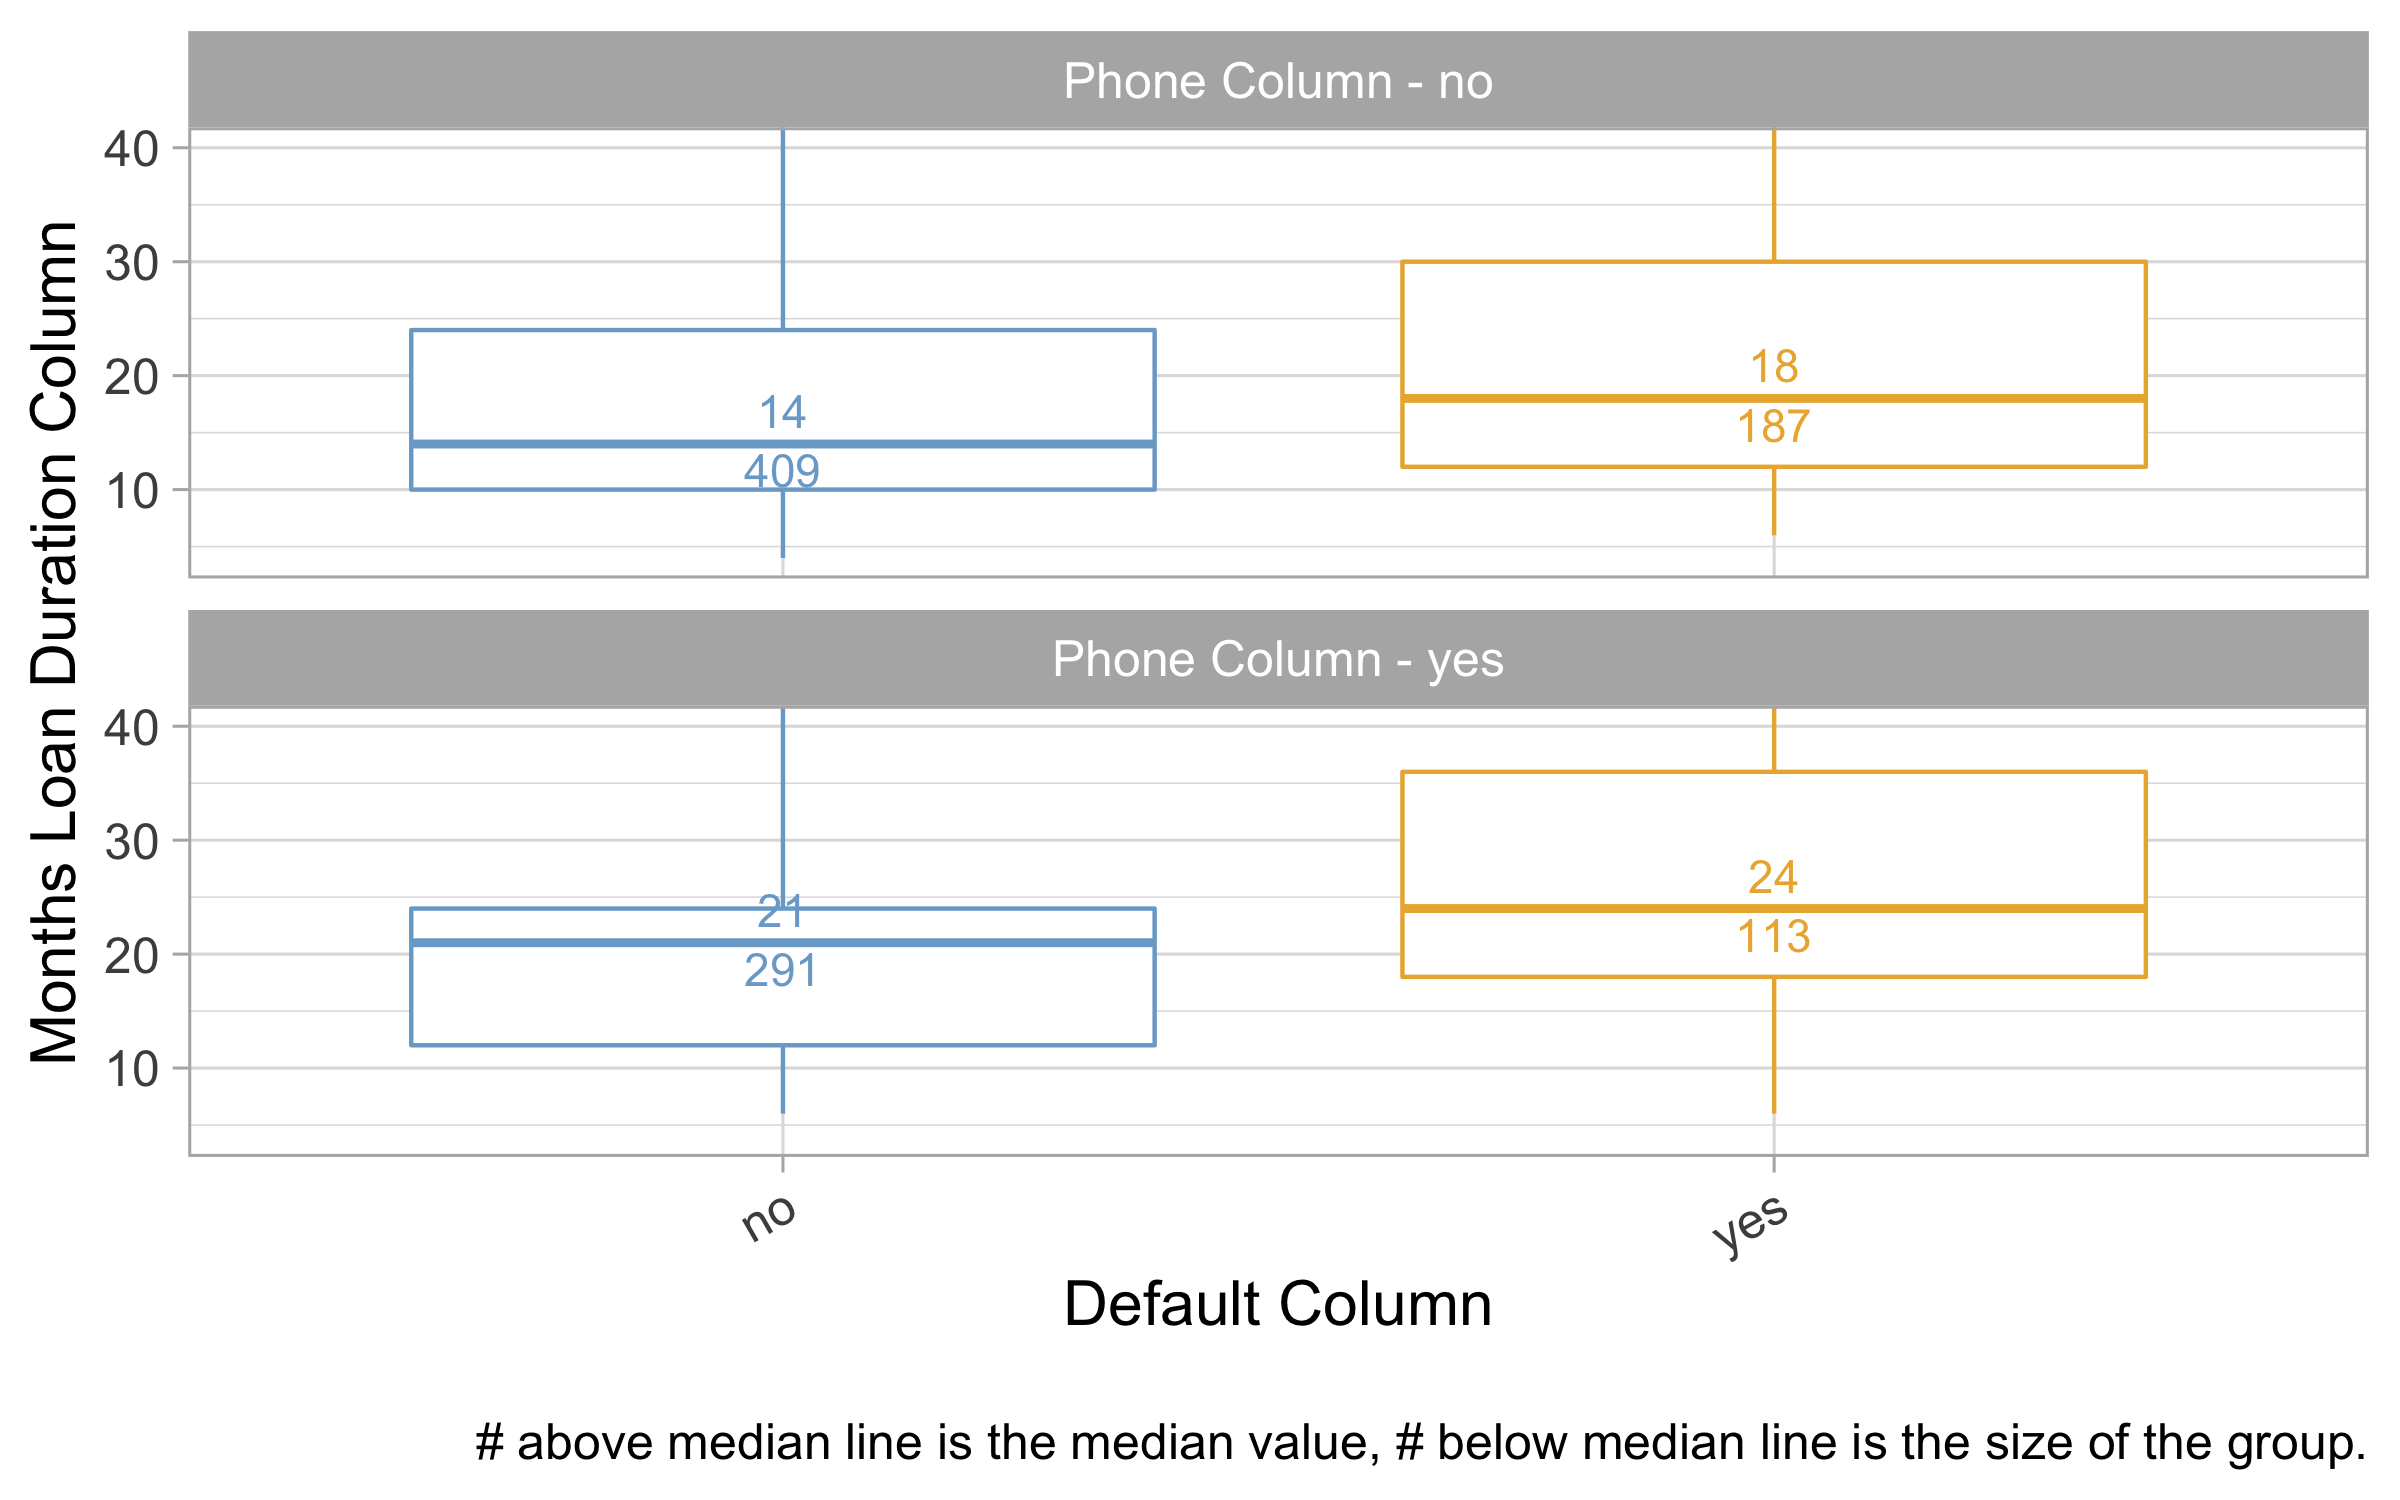 Phone Column - no
40
30
20
10
14
409
18
187
Phone Column - yes
40
30
20
10
21
291
24
113
Months Loan Duration Column
no
yes
Default Column
# above median line is the median value, # below median line is the size of the group.